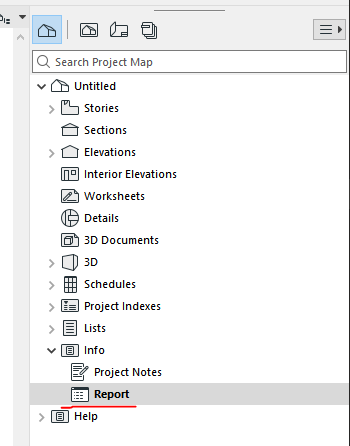 Search Project Map
Untitled
Stories
Sections
Elevations
Interior Elevations
Worksheets
Details
3D Documents
3D
Schedules
Project Indexes
Lists
Info
Project Notes
Report
Help